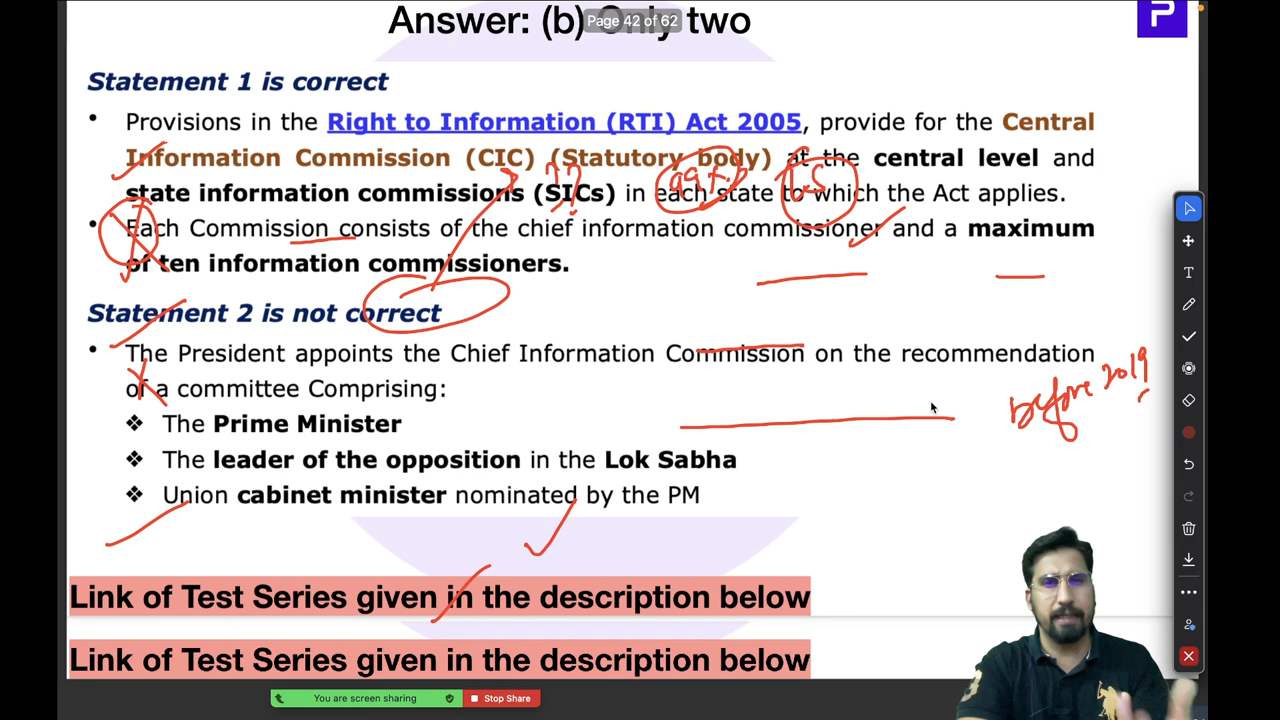 Answer: (b) Only two
Page 42 of 62
P
Statement 1 is correct
• Provisions in the Right to Information (RTI) Act 2005, provide for the Central
Information Commission (CIC) (Statutory body) at the central level and
state information commissions (SICs) in each state to which the Act applies.
• Each Commission consists of the chief information commissioner and a maximum
of ten information commissioners.
??
Statement 2 is not correct
• The President appoints the Chief Information Commission on the recommendation
of a committee Comprising:
before 2019
❖ The Prime Minister
❖ The leader of the opposition in the Lok Sabha
❖ Union cabinet minister nominated by the PM
Link of Test Series given in the description below
Link of Test Series given in the description below
You are screen sharing
Stop Share
T
3